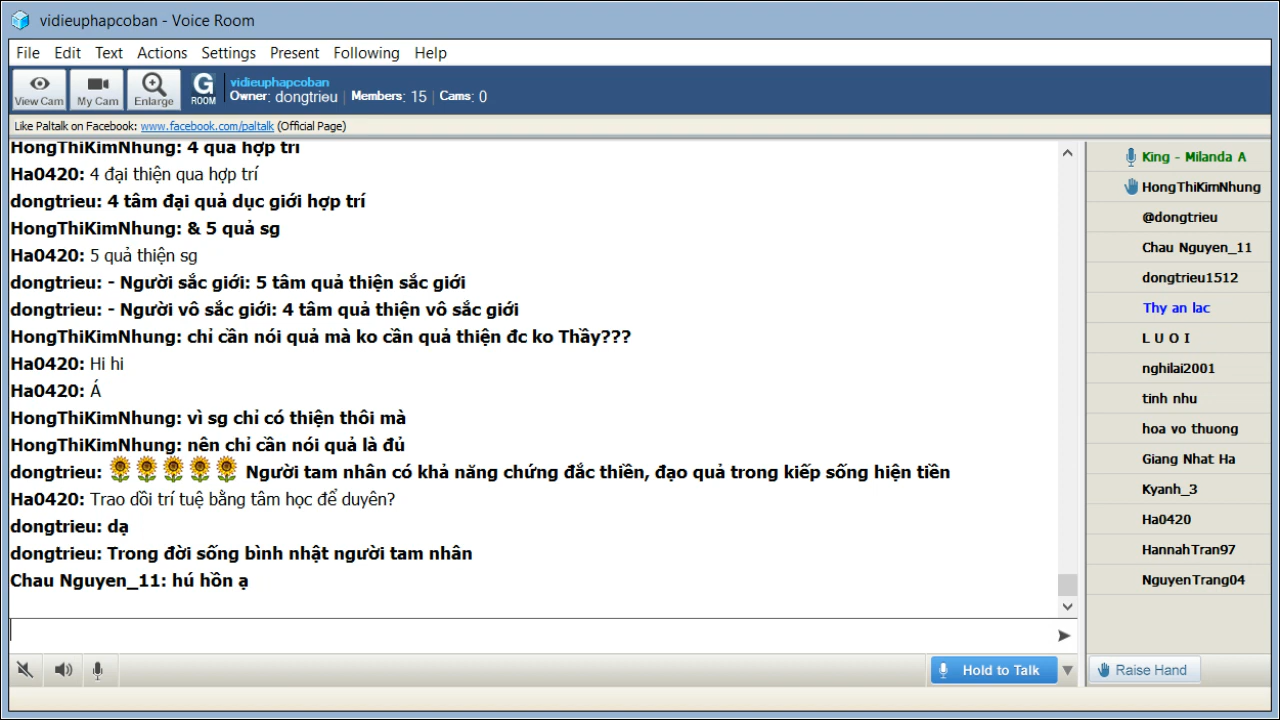 vidieuphapcoban - Voice Room
File Edit Text Actions Settings Present Following Help
View Cam My Cam Enlarge G ROOM
vidieuphapcoban
Owner: dongtrieu | Members: 15 | Cams: 0
Like Paltalk on Facebook: www.facebook.com/paltalk (Official Page)
HongThiKimNhung: 4 quả hợp trí
Ha0420: 4 đại thiện qua hợp trí
dongtrieu: 4 tâm đại quả dục giới hợp trí
HongThiKimNhung: & 5 quả sg
Ha0420: 5 quả thiện sg
dongtrieu: - Người sắc giới: 5 tâm quả thiện sắc giới
dongtrieu: - Người vô sắc giới: 4 tâm quả thiện vô sắc giới
HongThiKimNhung: chỉ cần nói quả mà ko cần quả thiện đc ko Thầy???
Ha0420: Hi hi
Ha0420: Á
HongThiKimNhung: vì sg chỉ có thiện thôi mà
HongThiKimNhung: nên chỉ cần nói quả là đủ
dongtrieu: Người tam nhân có khả năng chứng đắc thiền, đạo quả trong kiếp sống hiện tiền
Ha0420: Trao dồi trí tuệ bằng tâm học để duyên?
dongtrieu: dạ
dongtrieu: Trong đời sống bình nhật người tam nhân
Chau Nguyen_11: hú hồn ạ
Hold to Talk
King - Milanda A
HongThiKimNhung
@dongtrieu
Chau Nguyen_11
dongtrieu1512
Thy an lac
L U O I
nghilai2001
tinh nhu
hoa vo thuong
Giang Nhat Ha
Kyanh_3
Ha0420
HannahTran97
NguyenTrang04
Raise Hand